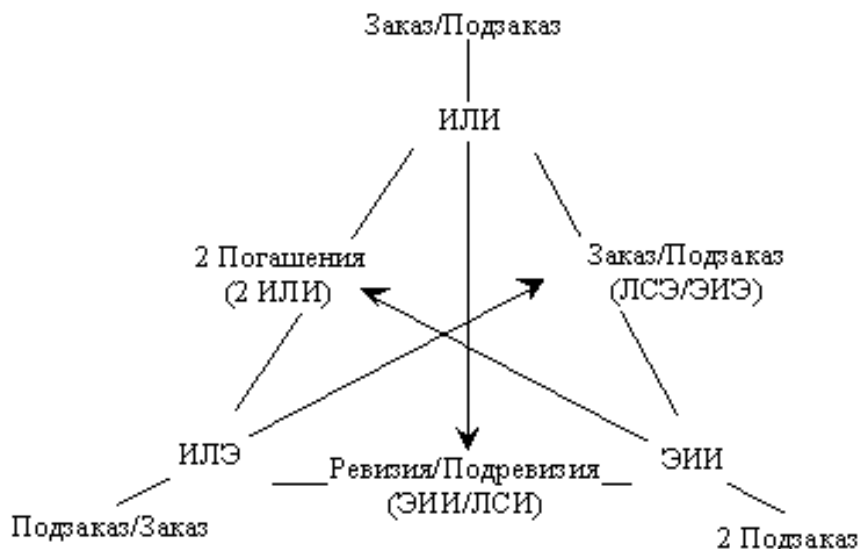 Заказ/Подзаказ
ИЛИ
2 Погашения
(2 ИЛИ)
Заказ/Подзаказ
(ЛСЭ/ЭИЭ)
ИЛЭ
Ревизия/Подревизия
(ЭИИ/ЛСИ)
ЭИИ
Подзаказ/Заказ
2 Подзаказ